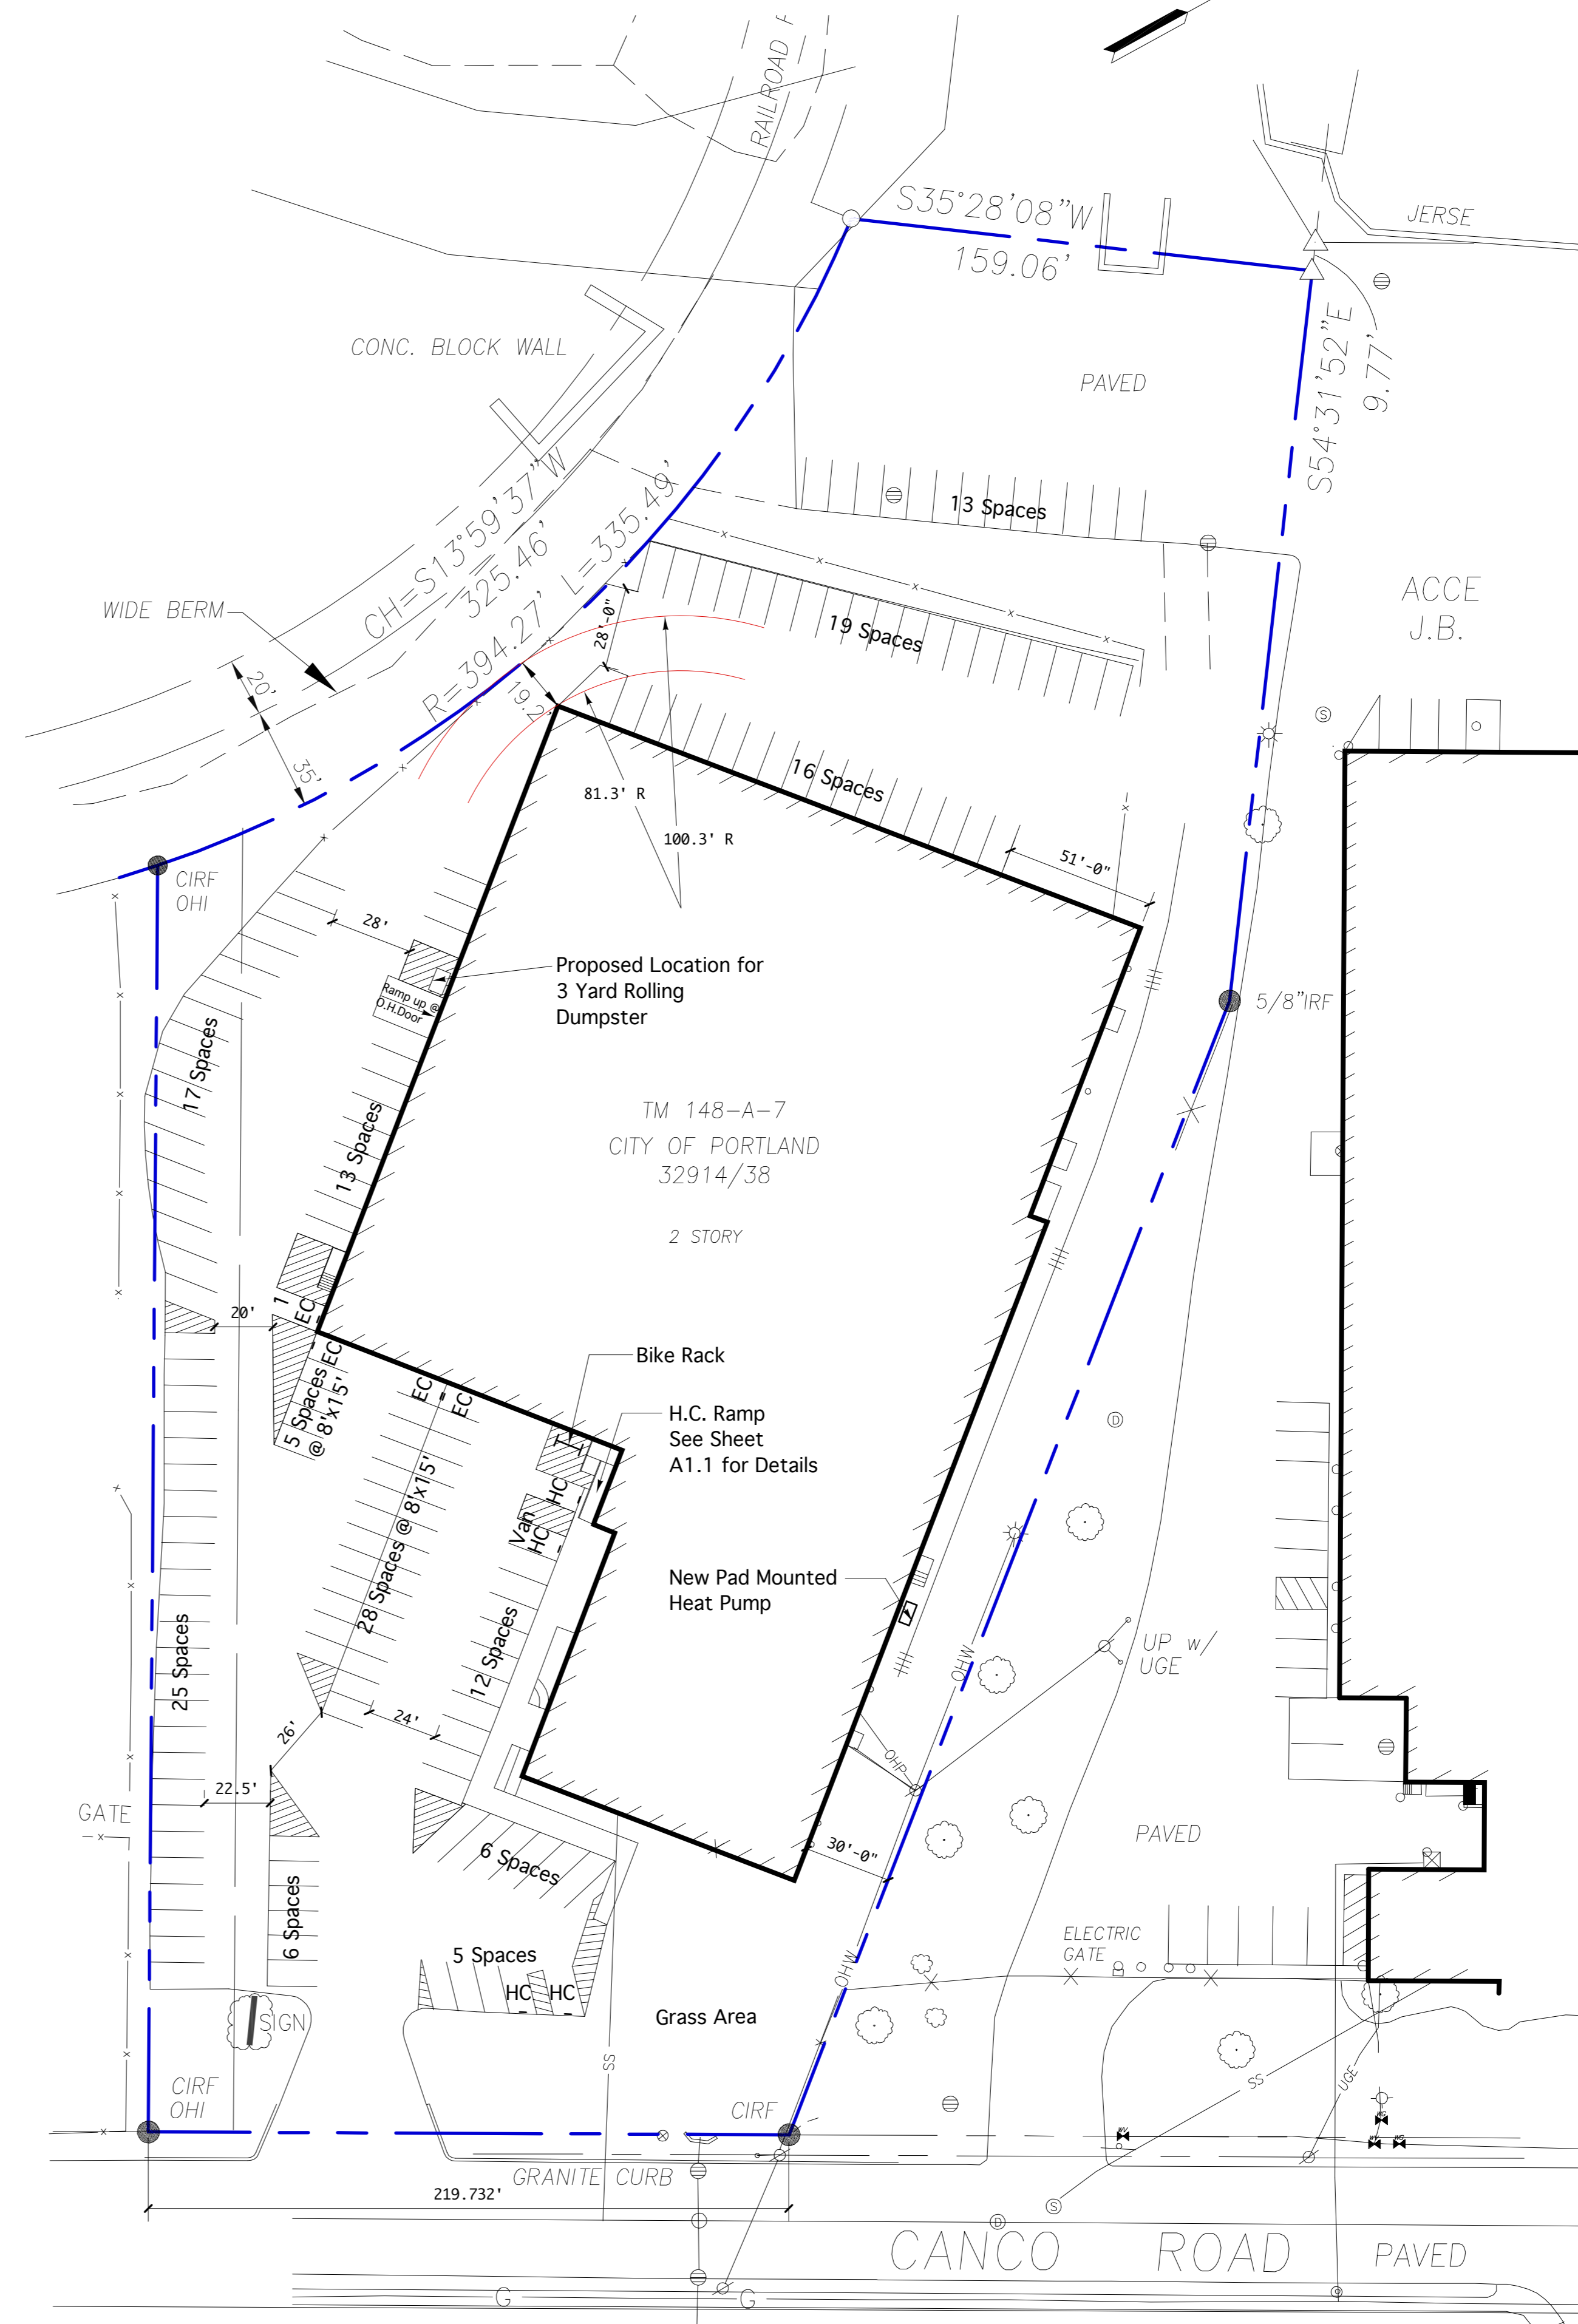 RAILROAD
S35°28'08"W
159.06'
JERSE
CONC. BLOCK WALL
PAVED
S54°31'52"E
9.77'
13 Spaces
CH=S13°59'37"W
325.46'
R=394.27' L=335.49'
WIDE BERM
20'
35'
28'-0"
19 Spaces
ACCE
J.B.
19.2'
16 Spaces
81.3' R
100.3' R
51'-0"
S
CIRF
OHI
28'
Proposed Location for
3 Yard Rolling
Dumpster
Ramp up @
O.H.Door
5/8"IRF
17 Spaces
13 Spaces
TM 148-A-7
CITY OF PORTLAND
32914/38
2 STORY
1
EC
20'
EC
5 Spaces
@ 8'x15'
EC
EC
Bike Rack
H.C. Ramp
See Sheet
A1.1 for Details
D
HC
Van
HC
28 Spaces @ 8'x15'
12 Spaces
New Pad Mounted
Heat Pump
25 Spaces
OHW
UP w/
UGE
24'
26'
22.5'
OHP
GATE
PAVED
6 Spaces
30'-0"
6 Spaces
5 Spaces
HC
HC
OHW
ELECTRIC
GATE
Grass Area
SIGN
SS
SS
UGE
CIRF
OHI
CIRF
WV
WG
WV
WG
GRANITE CURB
219.732'
S
D
CANCO ROAD PAVED
G
G